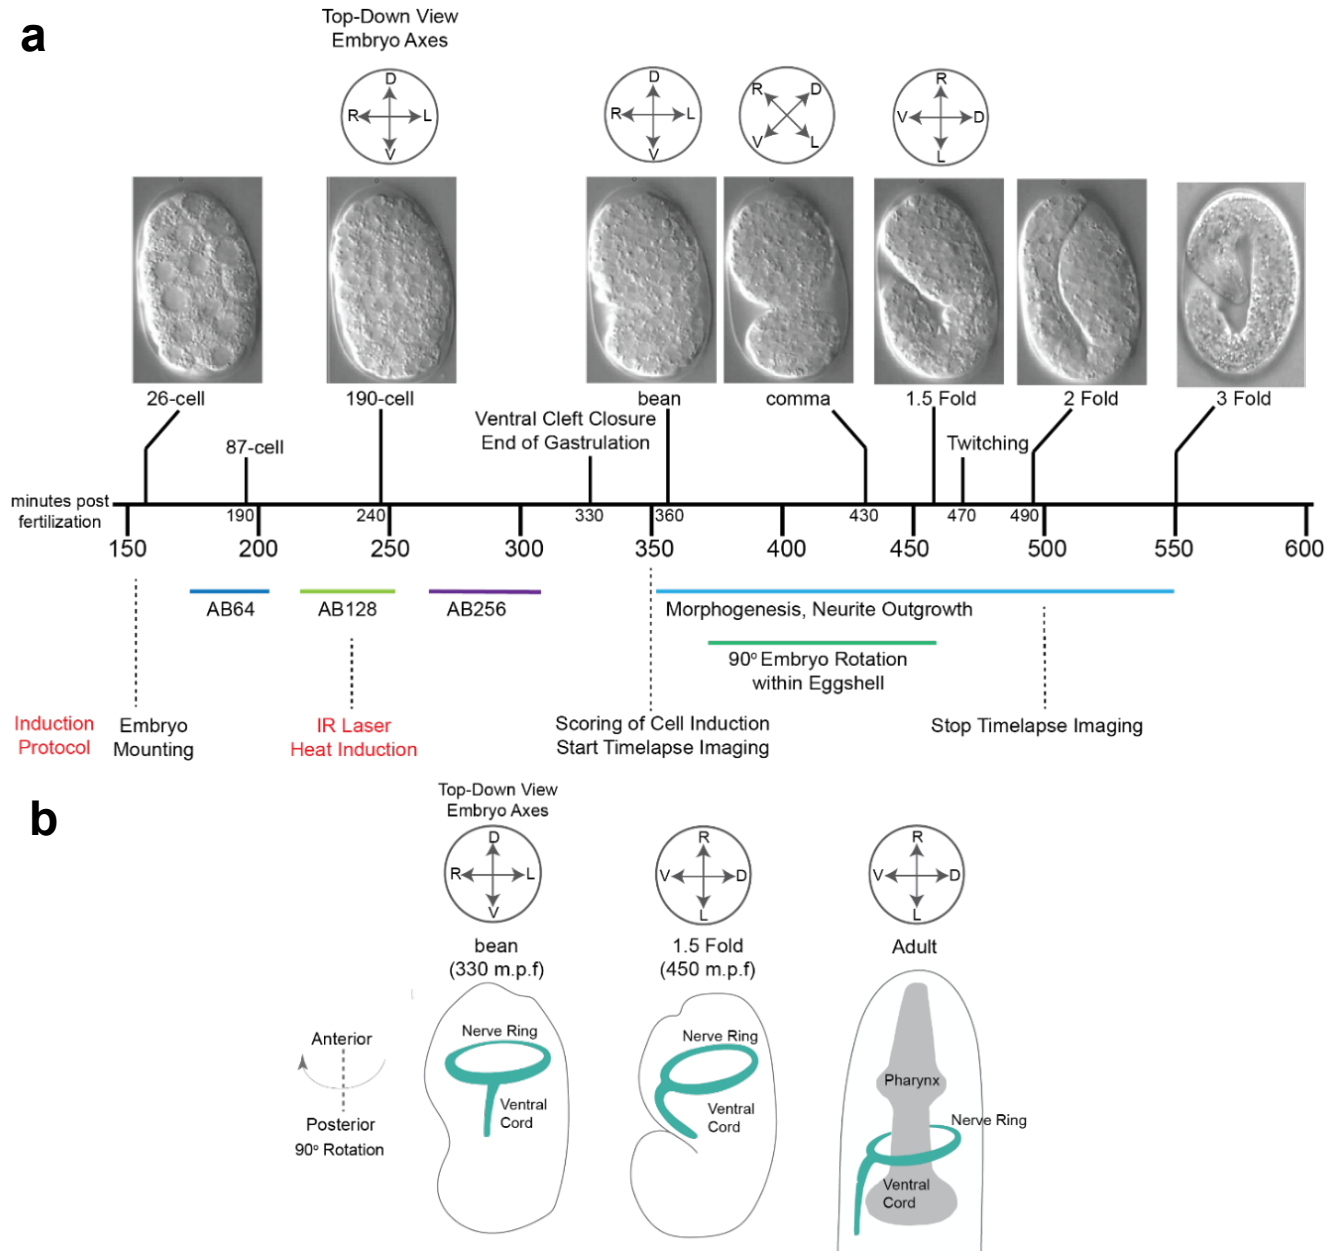 a
Top-Down View
Embryo Axes
D
R L
V
D
R L
V
R D
V L
R
V D
L
26-cell
190-cell
bean
comma
1.5 Fold
2 Fold
3 Fold
87-cell
Ventral Cleft Closure
End of Gastrulation
Twitching
minutes post
fertilization
190
240
330
360
430
470
490
150
200
250
300
350
400
450
500
550
600
AB64
AB128
AB256
Morphogenesis, Neurite Outgrowth
90º Embryo Rotation
within Eggshell
Induction
Protocol
Embryo
Mounting
IR Laser
Heat Induction
Scoring of Cell Induction
Start Timelapse Imaging
Stop Timelapse Imaging
b
Top-Down View
Embryo Axes
D
R L
V
R
V D
L
R
V D
L
bean
(330 m.p.f)
1.5 Fold
(450 m.p.f)
Adult
Anterior
Posterior
90º Rotation
Nerve Ring
Ventral
Cord
Nerve Ring
Ventral
Cord
Pharynx
Nerve Ring
Ventral
Cord